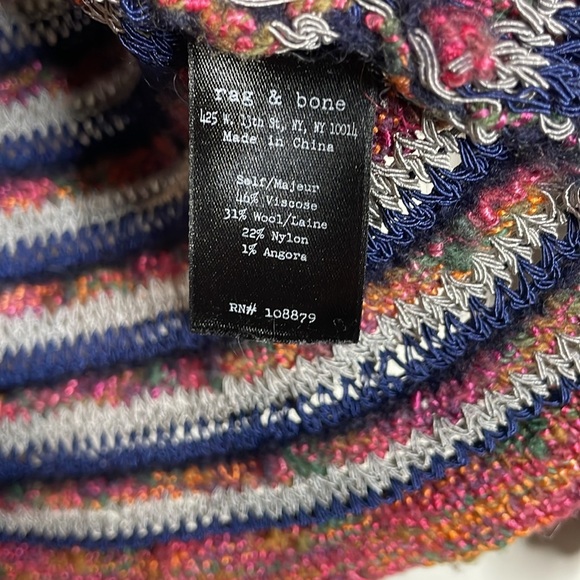 rag & bone
425 W. 13th St, NY, NY 10014
Made in China
Self/Majeur
46% Viscose
31% Wool/Laine
22% Nylon
1% Angora
RN# 108879